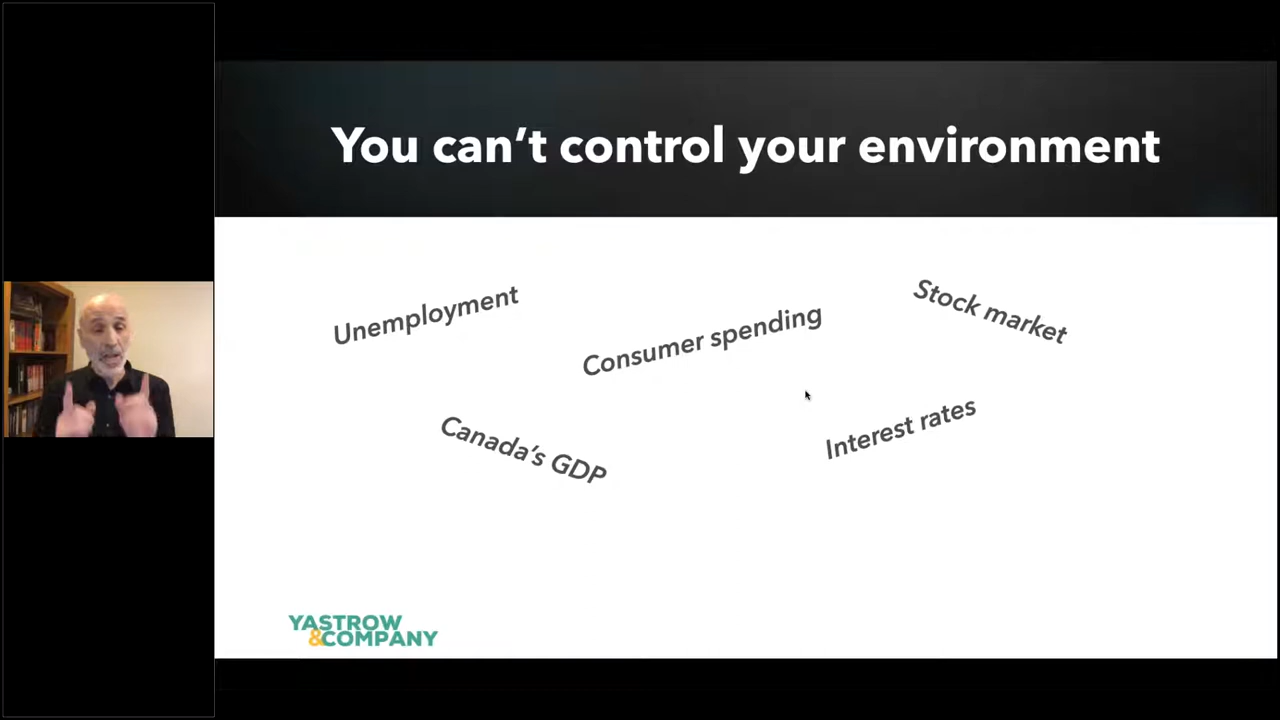 You can't control your environment
Unemployment
Consumer spending
Stock market
Canada's GDP
Interest rates
YASTROW
&COMPANY